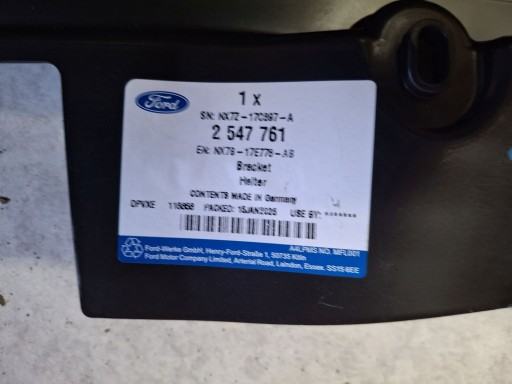 Ford
1 x
SN: NX7Z-17C897-A
2 547 761
EN: NX7B-17E778-AB
Bracket
Halter
CONTENTS MADE IN Germany
DPVXE 118858 PACKED: 15JAN2025 USE BY: *******
A4LPMS NO. MFL001
Ford-Werke GmbH, Henry-Ford-Straße 1, 50735 Köln
Ford Motor Company Limited, Arterial Road, Laindon, Essex. SS15 6EE